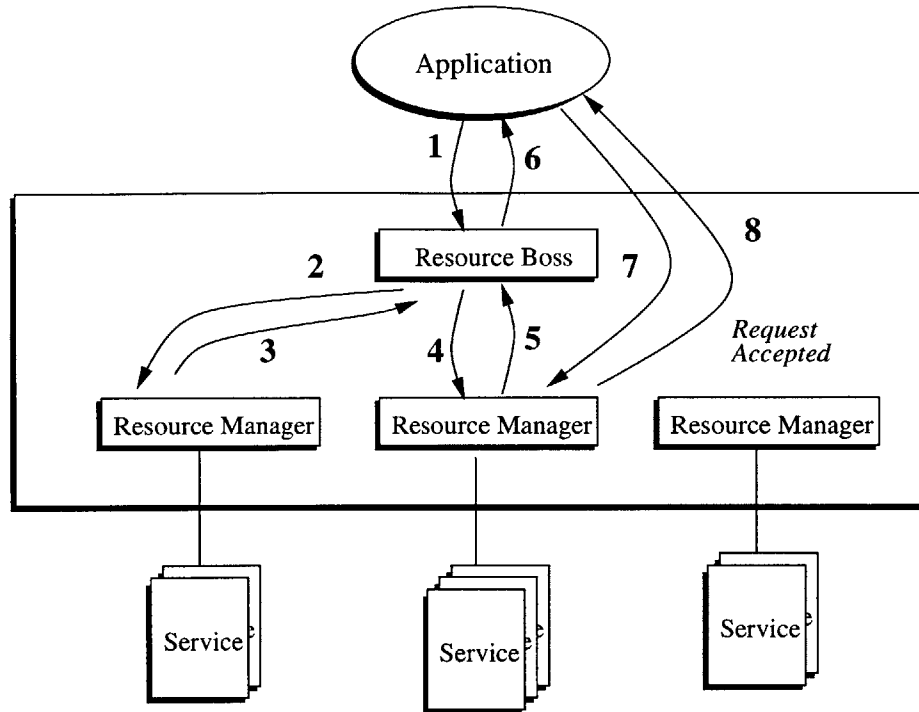 Application
1
6
Resource Boss
2
7
8
3
4
5
Request
Accepted
Resource Manager
Resource Manager
Resource Manager
Service
e
Service
e
e
Service
e